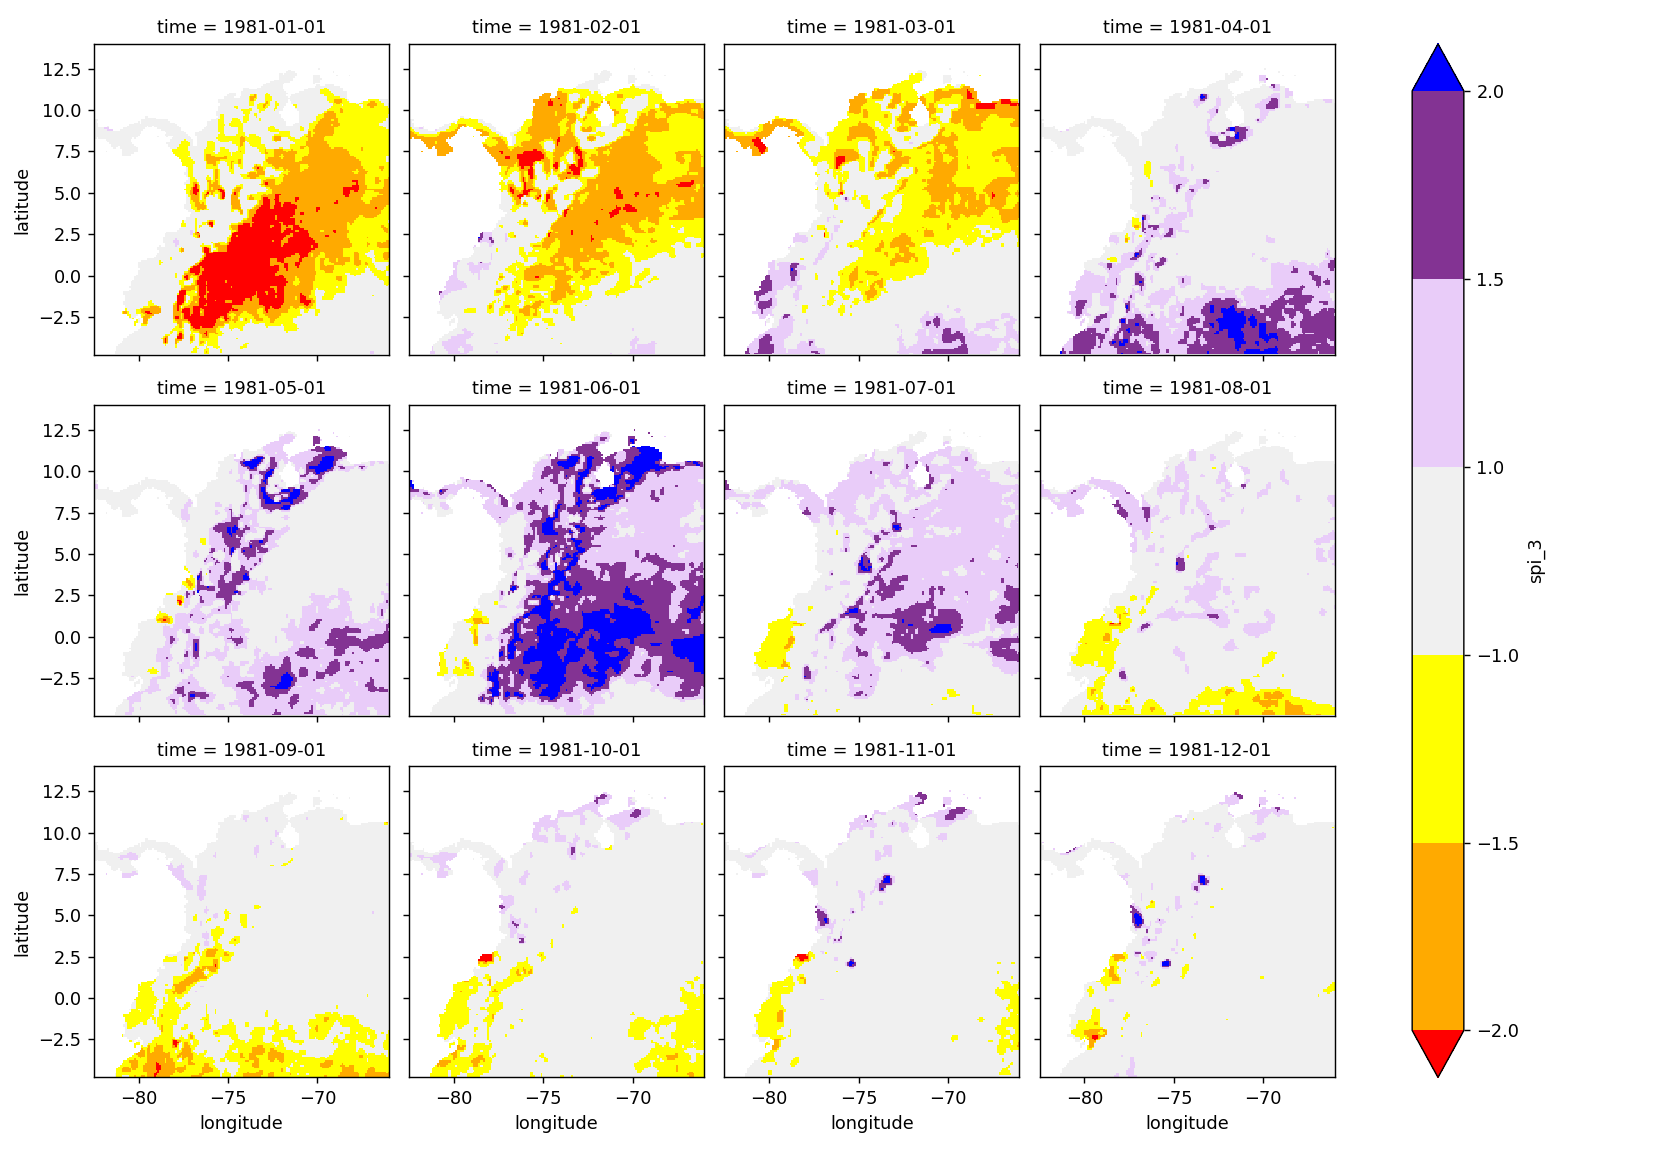 time = 1981-01-01
time = 1981-02-01
time = 1981-03-01
time = 1981-04-01
12.5
10.0
7.5
5.0
2.5
0.0
−2.5
latitude
time = 1981-05-01
time = 1981-06-01
time = 1981-07-01
time = 1981-08-01
12.5
10.0
7.5
5.0
2.5
0.0
−2.5
latitude
time = 1981-09-01
time = 1981-10-01
time = 1981-11-01
time = 1981-12-01
12.5
10.0
7.5
5.0
2.5
0.0
−2.5
latitude
−80 −75 −70
−80 −75 −70
−80 −75 −70
−80 −75 −70
longitude
longitude
longitude
longitude
2.0
1.5
1.0
−1.0
−1.5
−2.0
spi_3